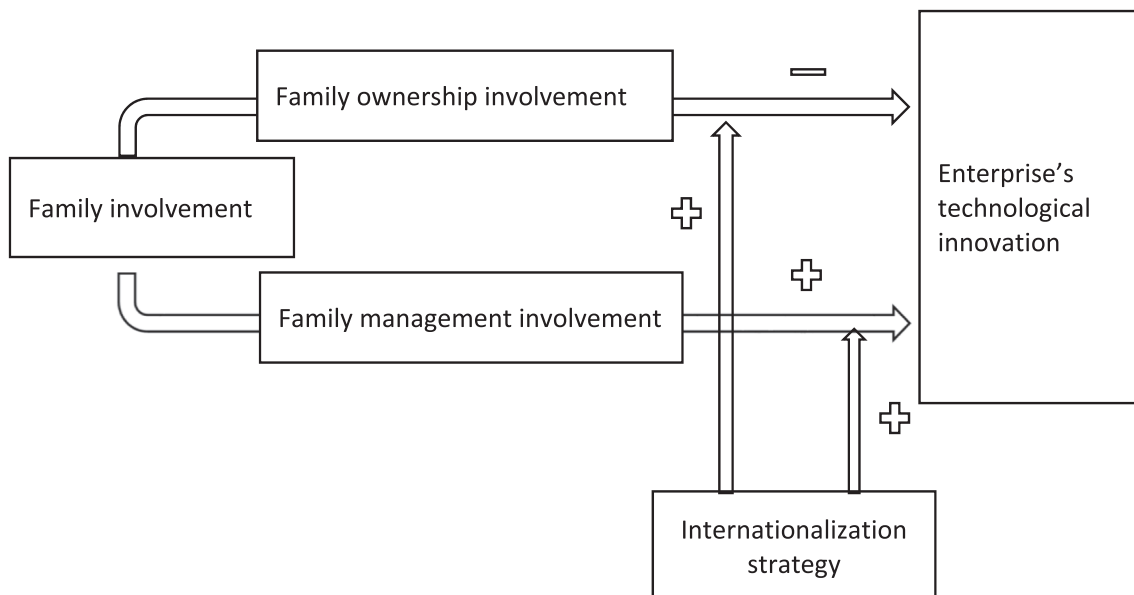 Family ownership involvement
Family involvement
Family management involvement
Enterprise’s
technological
innovation
Internationalization
strategy